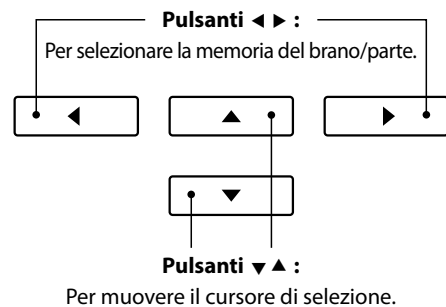 Pulsanti ◀ ▶ :
Per selezionare la memoria del brano/parte.
Pulsanti ▼ ▲ :
Per muovere il cursore di selezione.